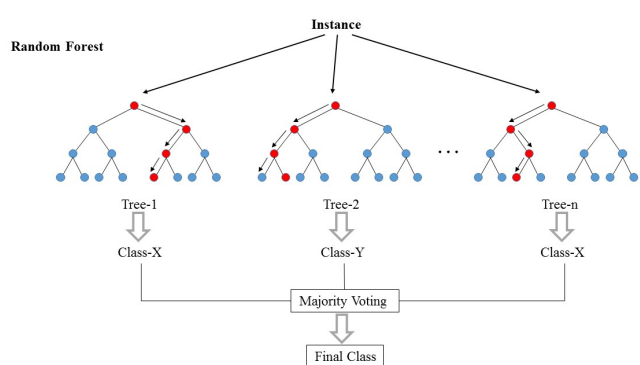 Instance
Random Forest
...
Tree-1
Tree-2
Tree-n
Class-X
Class-Y
Class-X
Majority Voting
Final Class